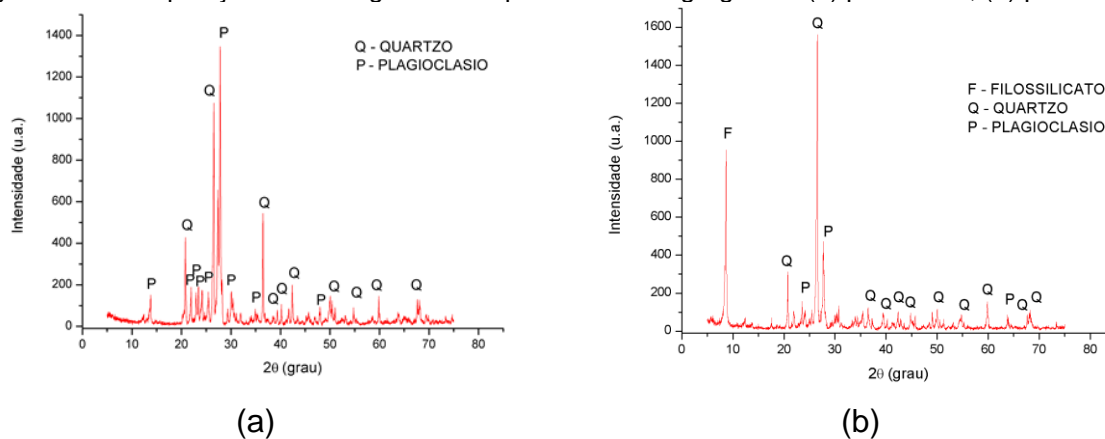 (a)
Q - QUARTZO
P - PLAGIOCLASIO
Intensidade (u.a.)
1400
1200
1000
800
600
400
200
0
0 10 20 30 40 50 60 70 80
2θ (grau)
P Q Q P P P P P P Q P Q Q Q P Q Q Q Q
(b)
F - FILOSSILICATO
Q - QUARTZO
P - PLAGIOCLASIO
Intensidade (u.a.)
1600
1400
1200
1000
800
600
400
200
0
0 10 20 30 40 50 60 70 80
2θ (grau)
F Q P Q P Q Q Q Q Q Q Q P Q Q